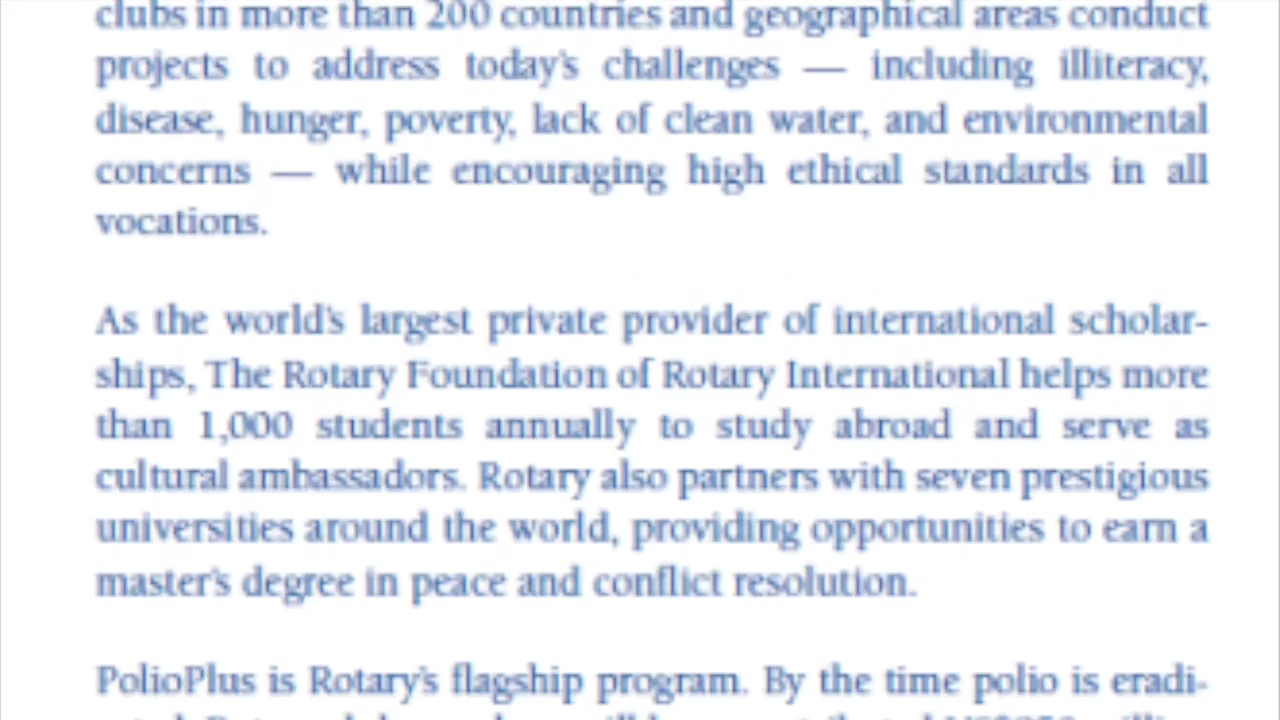 clubs in more than 200 countries and geographical areas conduct
projects to address today's challenges — including illiteracy,
disease, hunger, poverty, lack of clean water, and environmental
concerns — while encouraging high ethical standards in all
vocations.
As the world's largest private provider of international scholar-
ships, The Rotary Foundation of Rotary International helps more
than 1,000 students annually to study abroad and serve as
cultural ambassadors. Rotary also partners with seven prestigious
universities around the world, providing opportunities to earn a
master's degree in peace and conflict resolution.
PolioPlus is Rotary's flagship program. By the time polio is eradi-